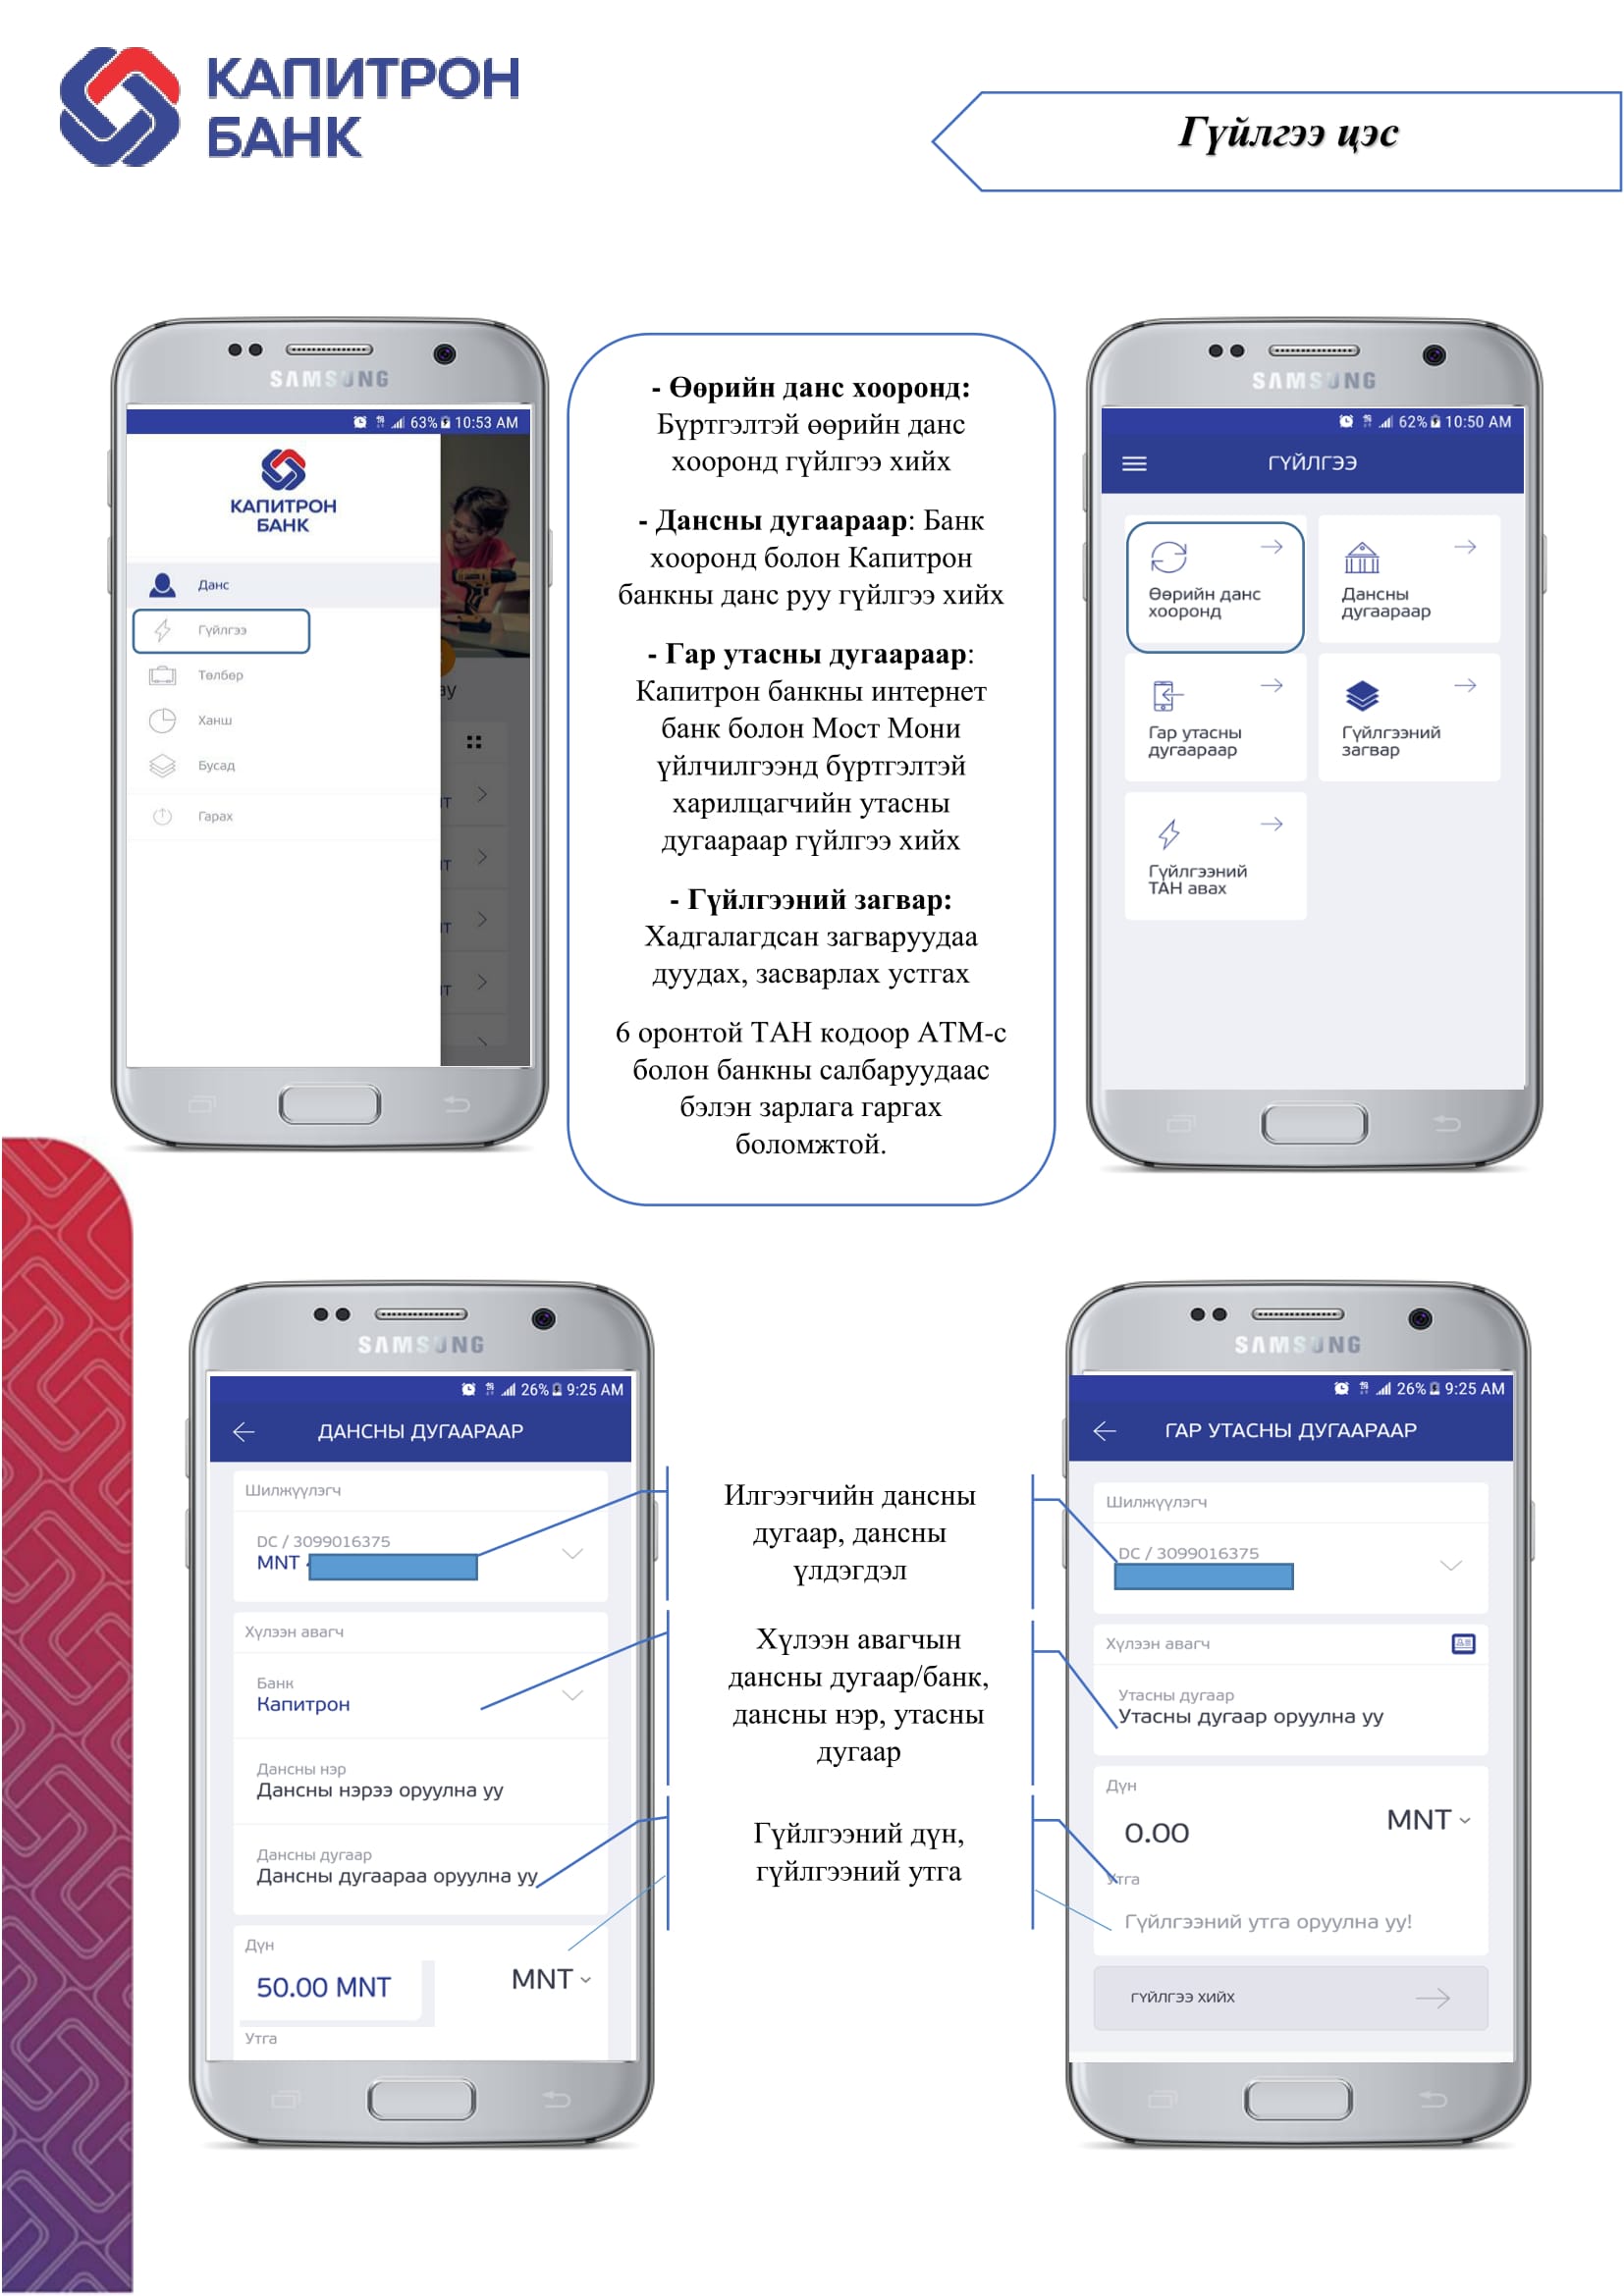 КАПИТРОН
БАНК
Гүйлгээ цэс
SAMSUNG
63% 10:53 AM
КАПИТРОН
БАНК
Данс
Гүйлгээ
Төлбөр
Ханш
Бусад
Гарах
ay
- Өөрийн данс хооронд:
Бүртгэлтэй өөрийн данс
хооронд гүйлгээ хийх
- Дансны дугаараар: Банк
хооронд болон Капитрон
банкны данс руу гүйлгээ хийх
- Гар утасны дугаараар:
Капитрон банкны интернет
банк болон Мост Мони
үйлчилгээнд бүртгэлтэй
харилцагчийн утасны
дугаараар гүйлгээ хийх
- Гүйлгээний загвар:
Хадгалагдсан загваруудаа
дуудах, засварлах устгах
6 оронтой ТАН кодоор АТМ-с
болон банкны салбаруудаас
бэлэн зарлага гаргах
боломжтой.
SAMSUNG
62% 10:50 AM
ГҮЙЛГЭЭ
Өөрийн данс
хооронд
Дансны
дугаараар
Гар утасны
дугаараар
Гүйлгээний
загвар
Гүйлгээний
ТАН авах
SAMSUNG
26% 9:25 AM
ДАНСНЫ ДУГААРААР
Шилжүүлэгч
DC / 3099016375
MNT
Хүлээн авагч
Банк
Капитрон
Дансны нэр
Дансны нэрээ оруулна уу
Дансны дугаар
Дансны дугаараа оруулна уу
Дүн
50.00 MNT
MNT
Утга
Илгээгчийн дансны
дугаар, дансны
үлдэгдэл
Хүлээн авагчын
дансны дугаар/банк,
дансны нэр, утасны
дугаар
Гүйлгээний дүн,
гүйлгээний утга
SAMSUNG
26% 9:25 AM
ГАР УТАСНЫ ДУГААРААР
Шилжүүлэгч
DC / 3099016375
Хүлээн авагч
Утасны дугаар
Утасны дугаар оруулна уу
Дүн
0.00
MNT
Утга
Гүйлгээний утга оруулна уу!
ГҮЙЛГЭЭ ХИЙХ